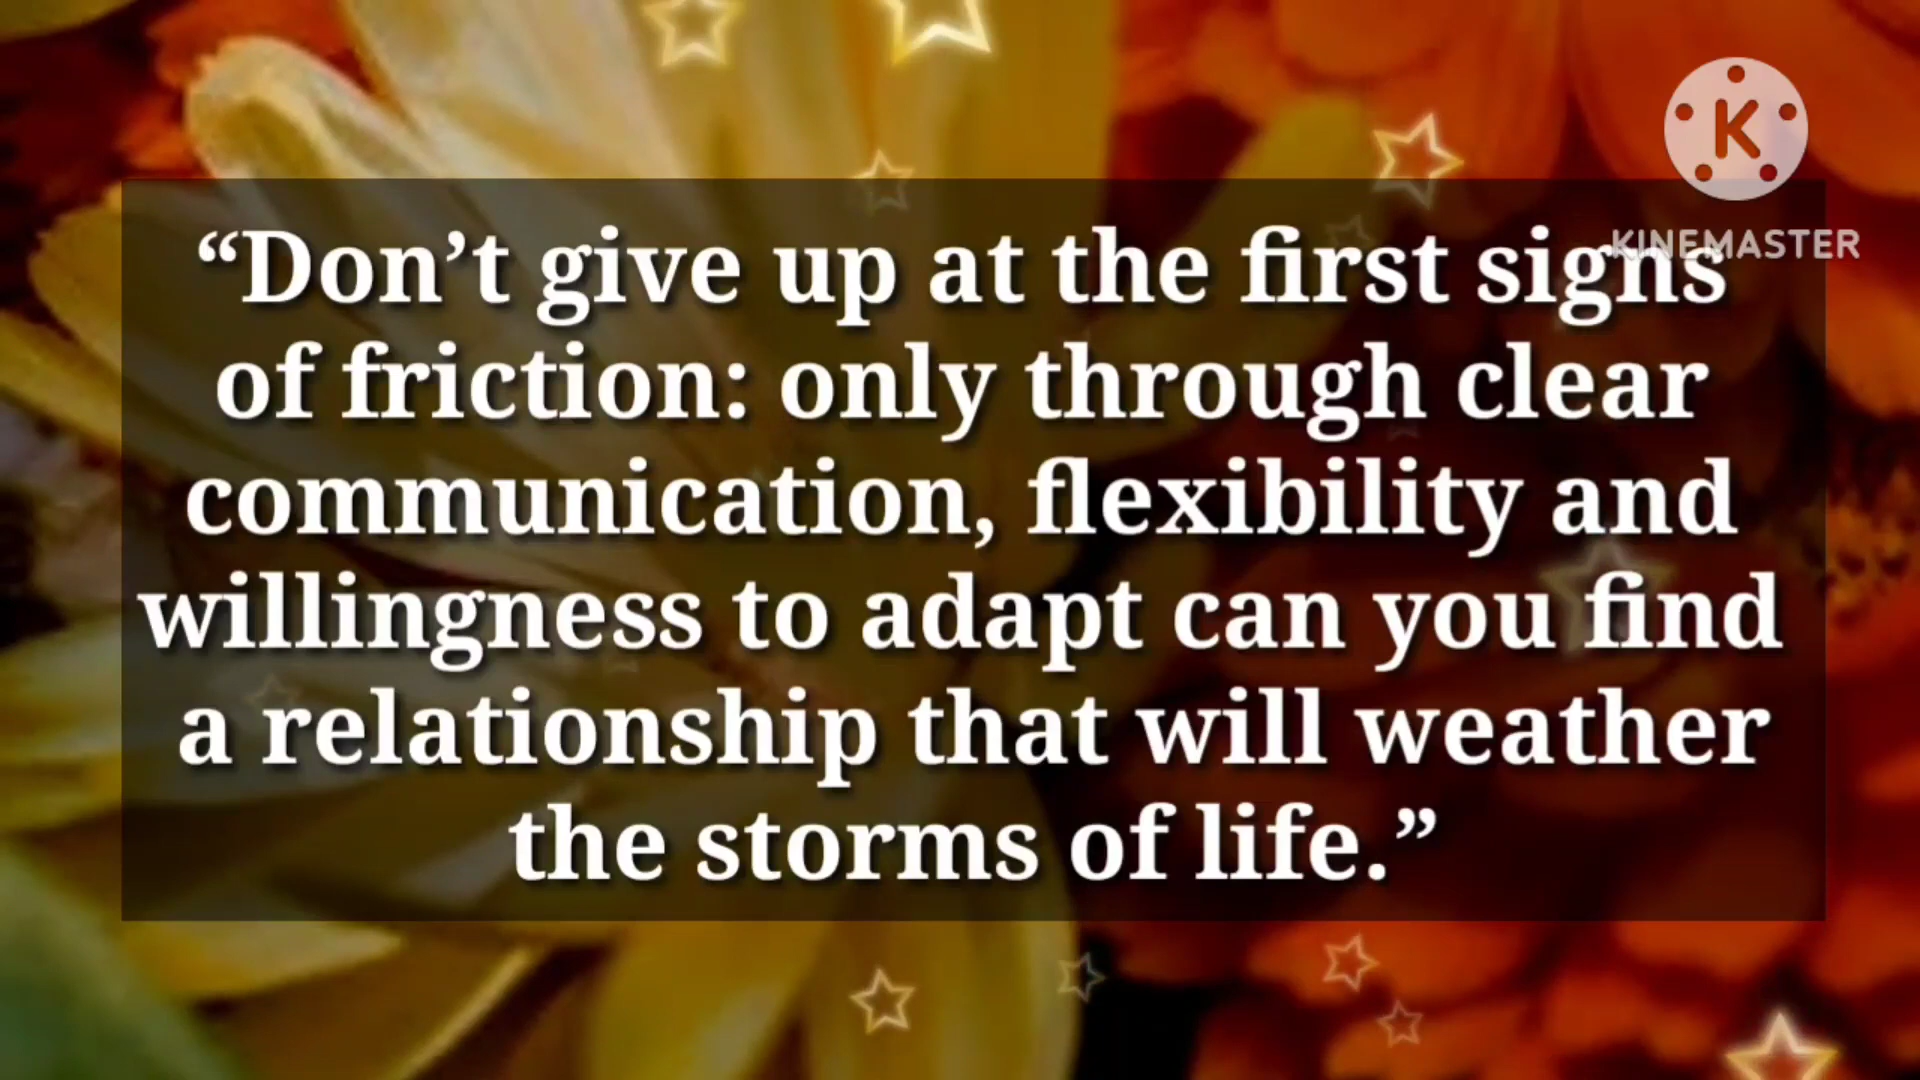 K
KINEMASTER
“Don’t give up at the first signs
of friction: only through clear
communication, flexibility and
willingness to adapt can you find
a relationship that will weather
the storms of life.”